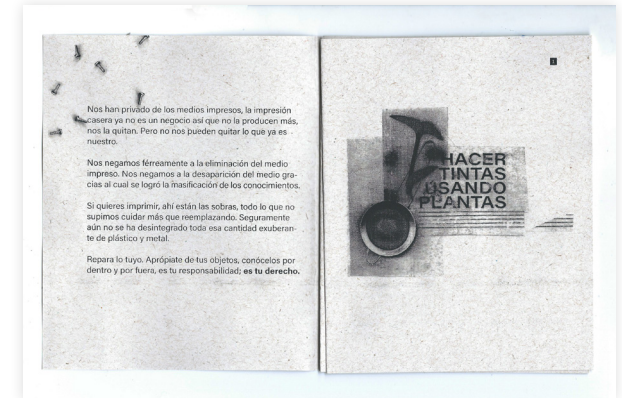 Nos han privado de los medios impresos, la impresión
casera ya no es un negocio así que no la producen más,
nos la quitan. Pero no nos pueden quitar lo que ya es
nuestro.
Nos negamos férreamente a la eliminación del medio
impreso. Nos negamos a la desaparición del medio gra-
cias al cual se logró la masificación de los conocimientos.
Si quieres imprimir, ahí están las sobras, todo lo que no
supimos cuidar más que reemplazando. Seguramente
aún no se ha desintegrado toda esa cantidad exuberan-
te de plástico y metal.
Repara lo tuyo. Aprópiate de tus objetos, conócelos por
dentro y por fuera, es tu responsabilidad; es tu derecho.
1
HACER
TINTAS
USANDO
PLANTAS